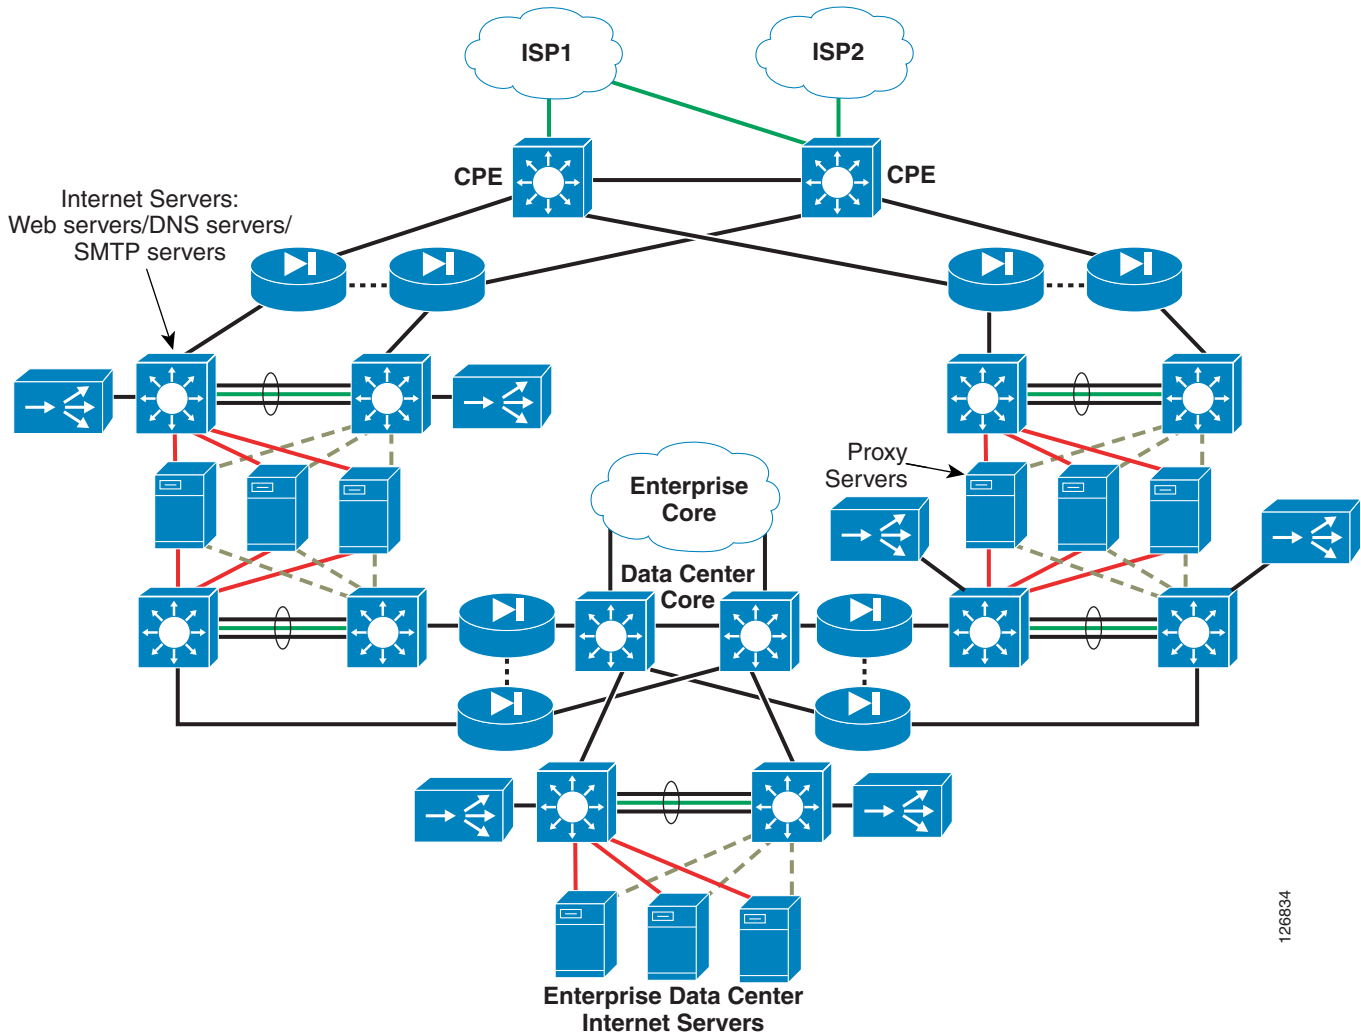 ISP1
ISP2
CPE
CPE
Internet Servers:
Web servers/DNS servers/
SMTP servers
Proxy
Servers
Enterprise
Core
Data Center
Core
Enterprise Data Center
Internet Servers
126834